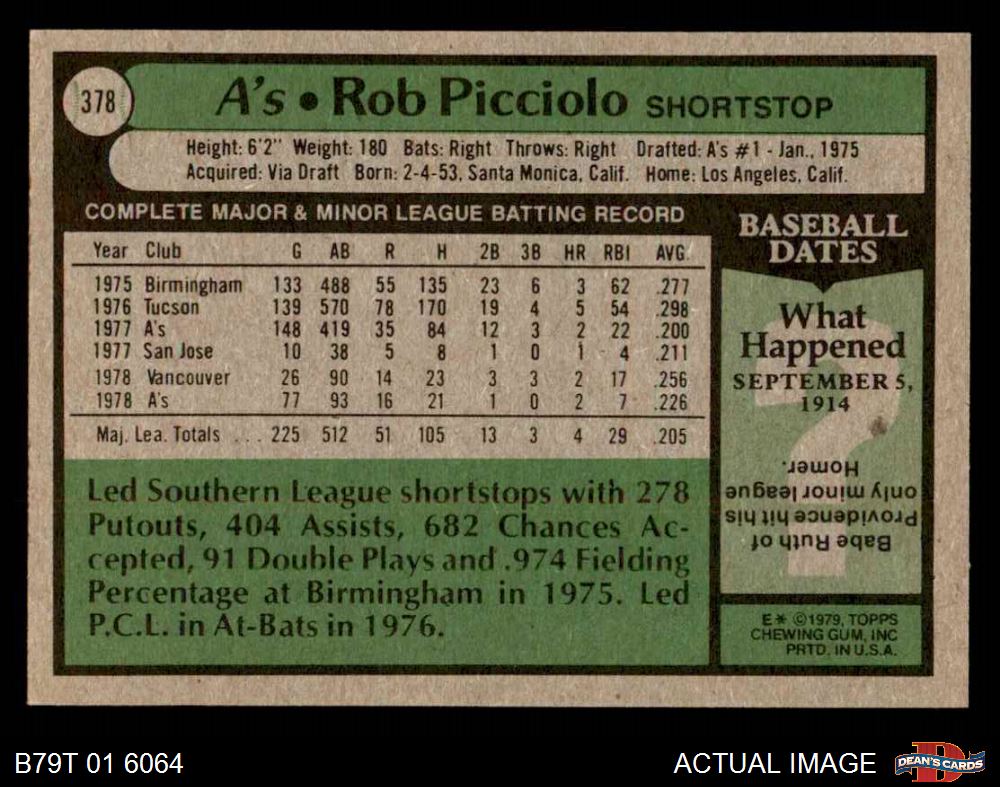 378
A's • Rob Picciolo SHORTSTOP
Height: 6'2" Weight: 180 Bats: Right Throws: Right Drafted: A's #1 - Jan., 1975
Acquired: Via Draft Born: 2-4-53, Santa Monica, Calif. Home: Los Angeles, Calif.
COMPLETE MAJOR & MINOR LEAGUE BATTING RECORD
Year Club G AB R H 2B 3B HR RBI AVG.
1975 Birmingham 133 488 55 135 23 6 3 62 .277
1976 Tucson 139 570 78 170 19 4 5 54 .298
1977 A's 148 419 35 84 12 3 2 22 .200
1977 San Jose 10 38 5 8 1 0 1 4 .211
1978 Vancouver 26 90 14 23 3 3 2 17 .256
1978 A's 77 93 16 21 1 0 2 7 .226
Maj. Lea. Totals . . . 225 512 51 105 13 3 4 29 .205
Led Southern League shortstops with 278
Putouts, 404 Assists, 682 Chances Ac-
cepted, 91 Double Plays and .974 Fielding
Percentage at Birmingham in 1975. Led
P.C.L. in At-Bats in 1976.
BASEBALL
DATES
What
Happened
SEPTEMBER 5,
1914
?
Babe Ruth of
Providence hit his
only minor league
Homer.
E* ©1979, TOPPS
CHEWING GUM, INC
PRTD. IN U.S.A.
B79T 01 6064
ACTUAL IMAGE
D
DEAN'S CARDS